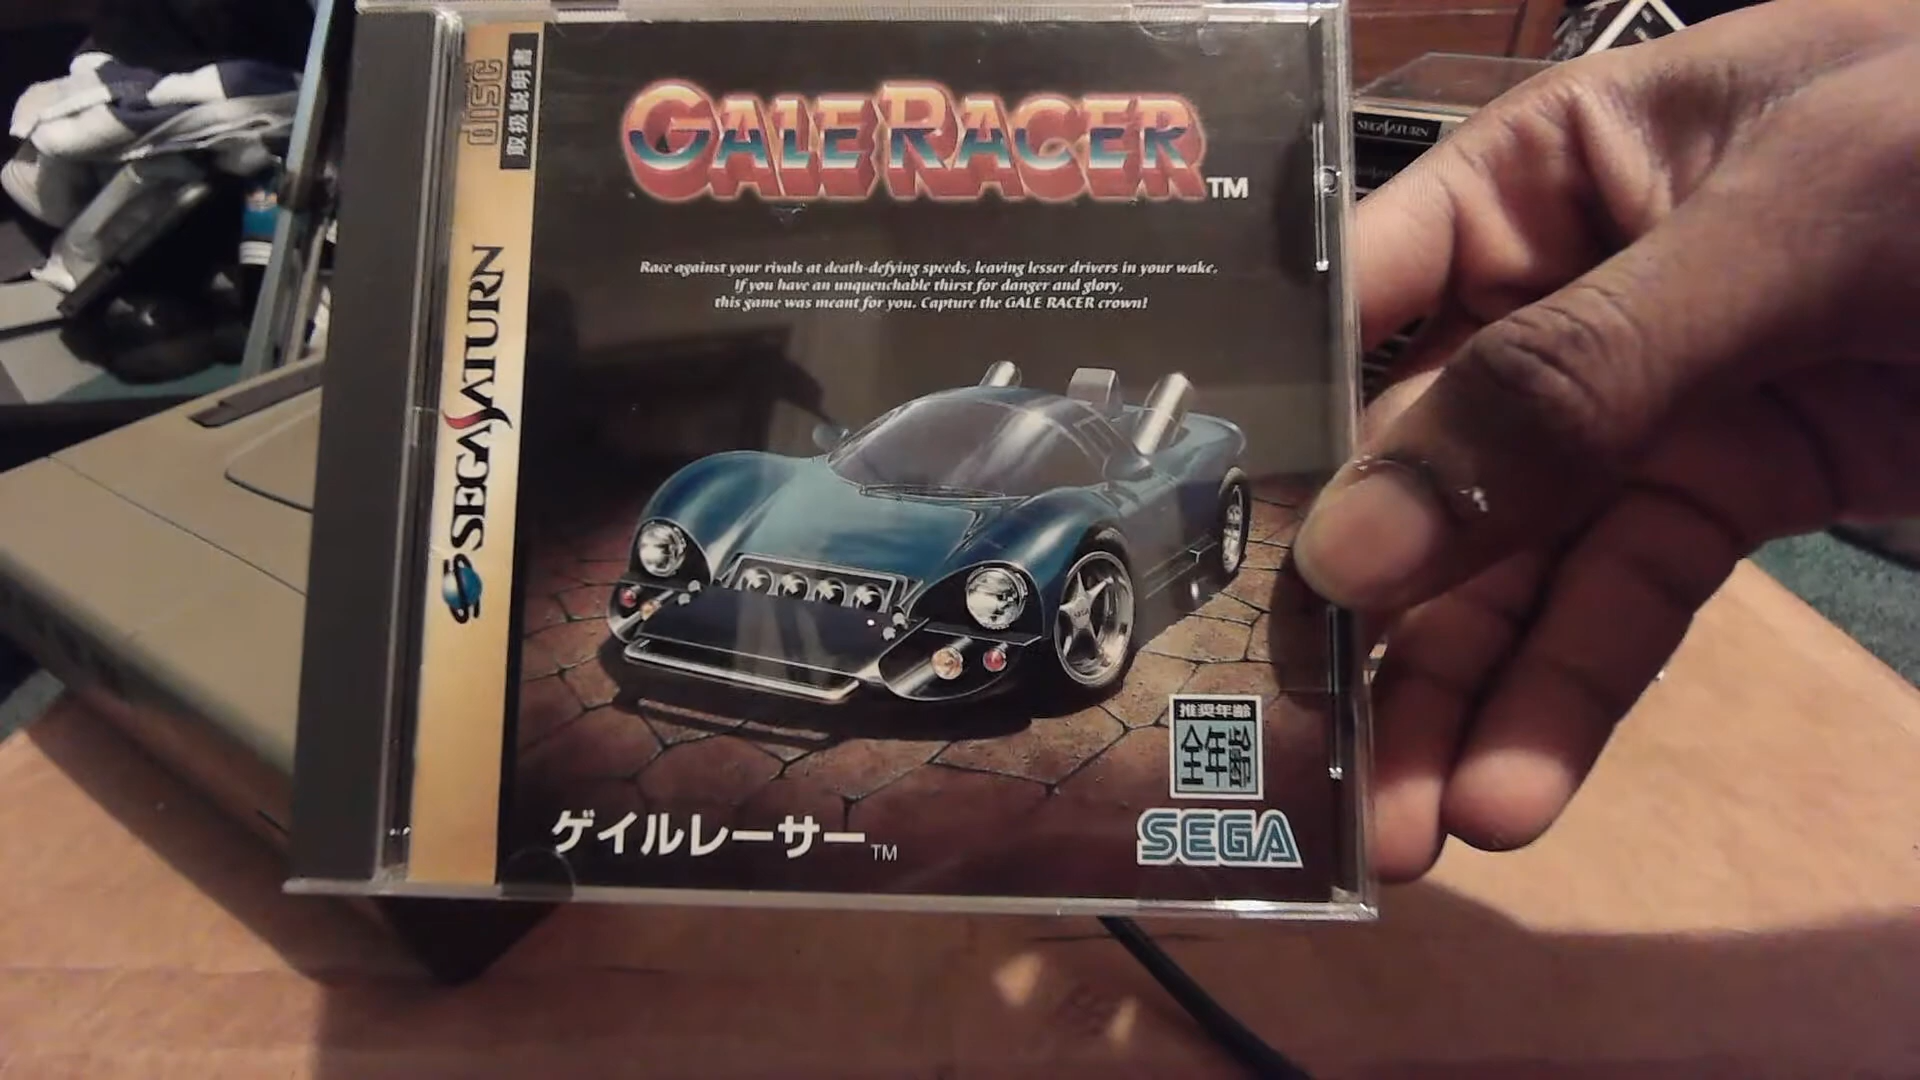 disc
取扱説明書
SEGA SATURN
GALE RACER™
Race against your rivals at death-defying speeds, leaving lesser drivers in your wake.
If you have an unquenchable thirst for danger and glory,
this game was meant for you. Capture the GALE RACER crown!
推奨年齢
全年齢
ゲイルレーサー™
SEGA
SEGA SATURN